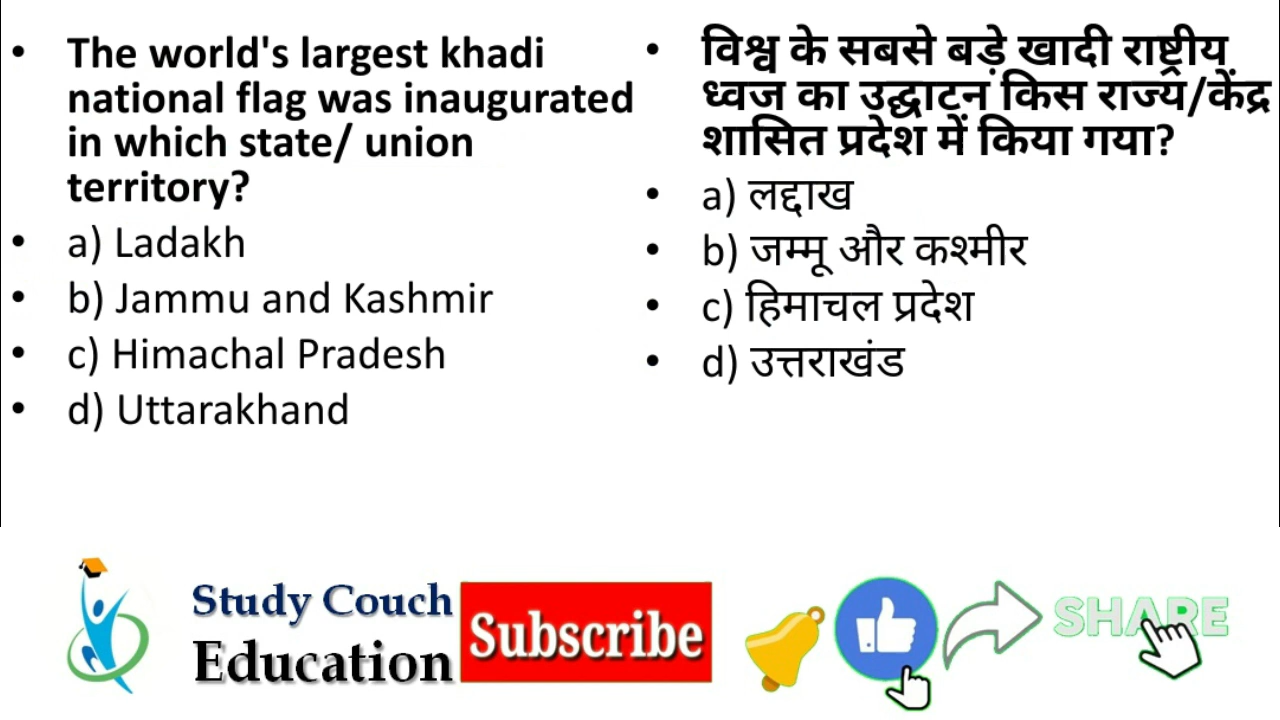 • The world's largest khadi
national flag was inaugurated
in which state/ union
territory?
• a) Ladakh
• b) Jammu and Kashmir
• c) Himachal Pradesh
• d) Uttarakhand
• विश्व के सबसे बड़े खादी राष्ट्रीय
ध्वज का उद्घाटन किस राज्य/केंद्र
शासित प्रदेश में किया गया?
• a) लद्दाख
• b) जम्मू और कश्मीर
• c) हिमाचल प्रदेश
• d) उत्तराखंड
Study Couch
Education
Subscribe
SHARE